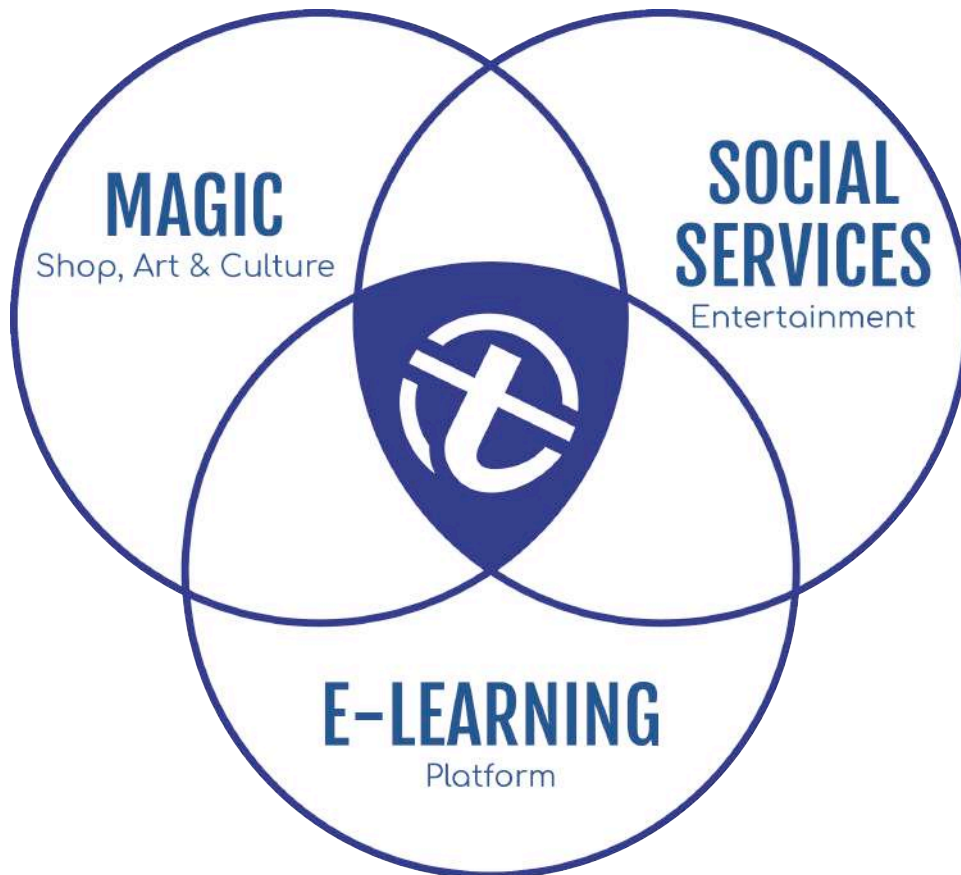 MAGIC
Shop, Art & Culture
SOCIAL
SERVICES
Entertainment
t
E-LEARNING
Platform